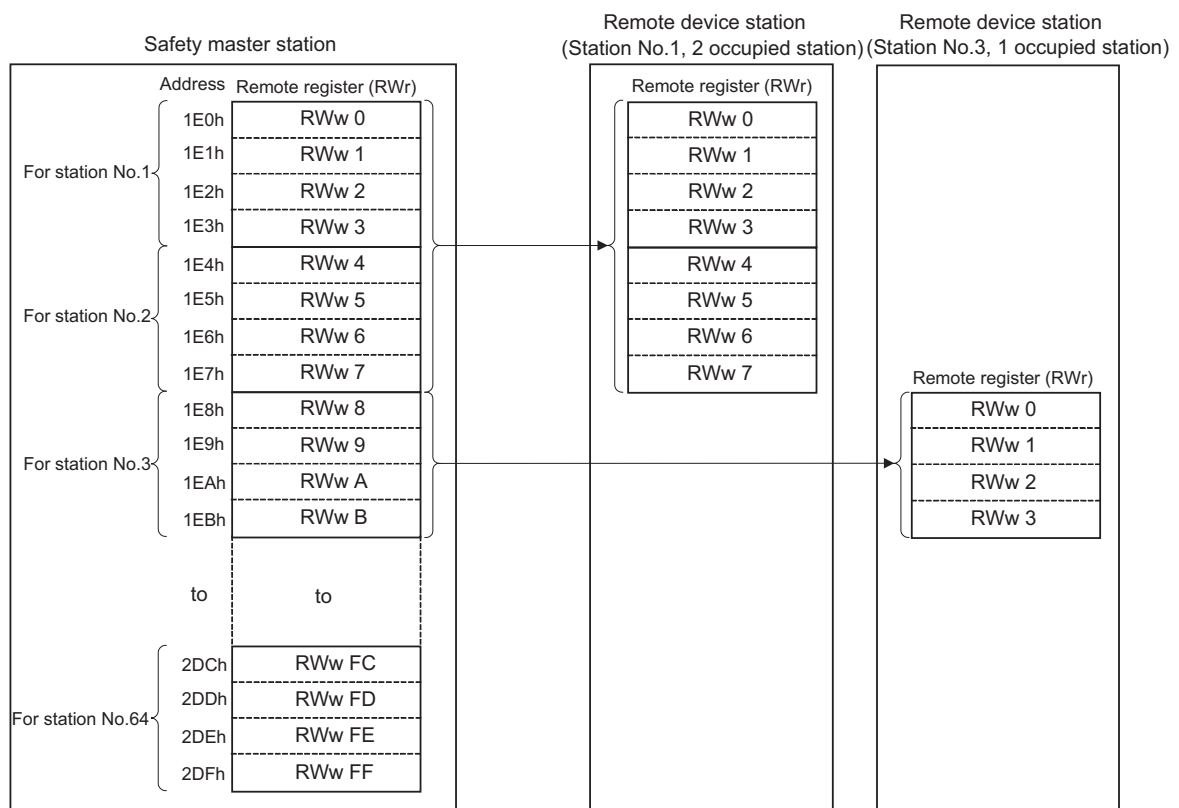 Safety master station
Address Remote register (RWr)
For station No.1
1E0h RWw 0
1E1h RWw 1
1E2h RWw 2
1E3h RWw 3
For station No.2
1E4h RWw 4
1E5h RWw 5
1E6h RWw 6
1E7h RWw 7
For station No.3
1E8h RWw 8
1E9h RWw 9
1EAh RWw A
1EBh RWw B
to to
For station No.64
2DCh RWw FC
2DDh RWw FD
2DEh RWw FE
2DFh RWw FF
Remote device station
(Station No.1, 2 occupied station)
Remote register (RWr)
RWw 0
RWw 1
RWw 2
RWw 3
RWw 4
RWw 5
RWw 6
RWw 7
Remote device station
(Station No.3, 1 occupied station)
Remote register (RWr)
RWw 0
RWw 1
RWw 2
RWw 3